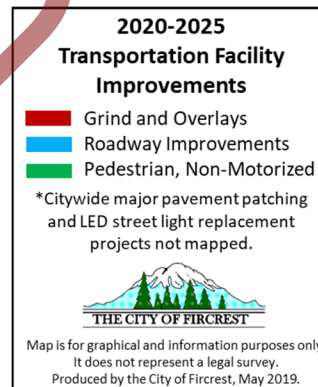 2020-2025
Transportation Facility
Improvements
Grind and Overlays
Roadway Improvements
Pedestrian, Non-Motorized
*Citywide major pavement patching
and LED street light replacement
projects not mapped.
THE CITY OF FIRCREST
Map is for graphical and information purposes only
It does not represent a legal survey.
Produced by the City of Fircrest, May 2019.